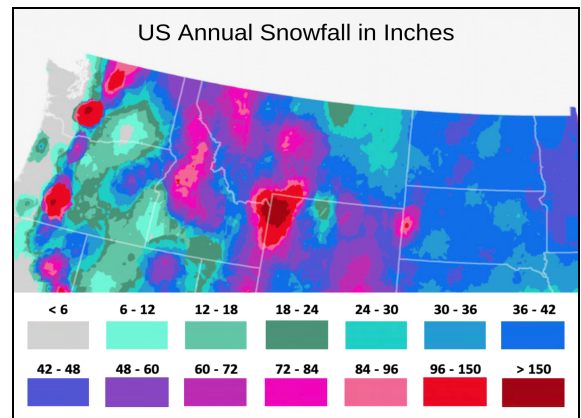 US Annual Snowfall in Inches
< 6 6 - 12 12 - 18 18 - 24 24 - 30 30 - 36 36 - 42
42 - 48 48 - 60 60 - 72 72 - 84 84 - 96 96 - 150 > 150